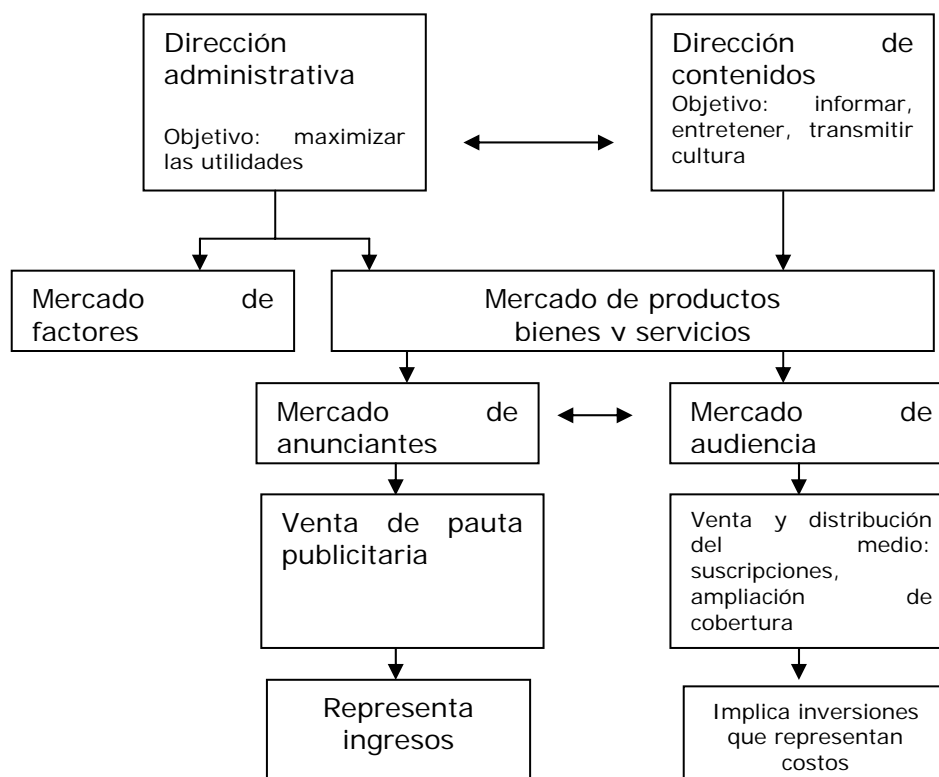 Dirección
administrativa
Objetivo: maximizar
las utilidades
Dirección de
contenidos
Objetivo: informar,
entretener, transmitir
cultura
Mercado de
factores
Mercado de productos
bienes v servicios
Mercado de
anunciantes
Mercado de
audiencia
Venta de pauta
publicitaria
Venta y distribución
del medio:
suscripciones,
ampliación de
cobertura
Representa
ingresos
Implica inversiones
que representan
costos